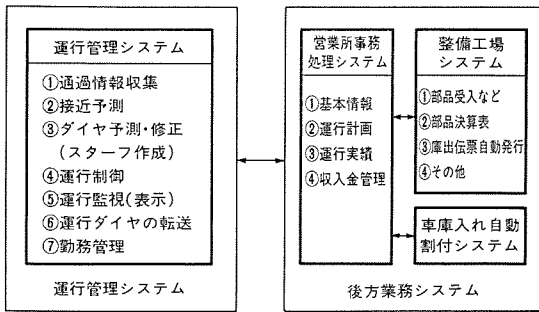 運行管理システム
①通過情報収集
②接近予測
③ダイヤ予測・修正
(スターフ作成)
④運行制御
⑤運行監視(表示)
⑥運行ダイヤの転送
⑦勤務管理
運行管理システム
営業所事務
処理システム
①基本情報
②運行計画
③運行実績
④収入金管理
整備工場
システム
①部品受入など
②部品決算表
③庫出伝票自動発行
④その他
車庫入れ自動
割付システム
後方業務システム